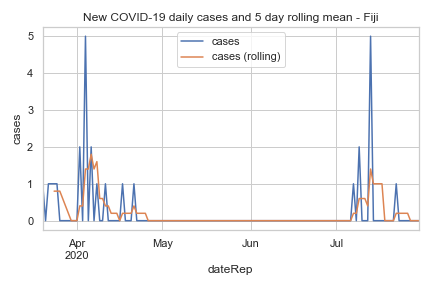 New COVID-19 daily cases and 5 day rolling mean - Fiji
cases
cases (rolling)
5
4
3
2
1
0
cases
Apr
2020
May
Jun
Jul
dateRep